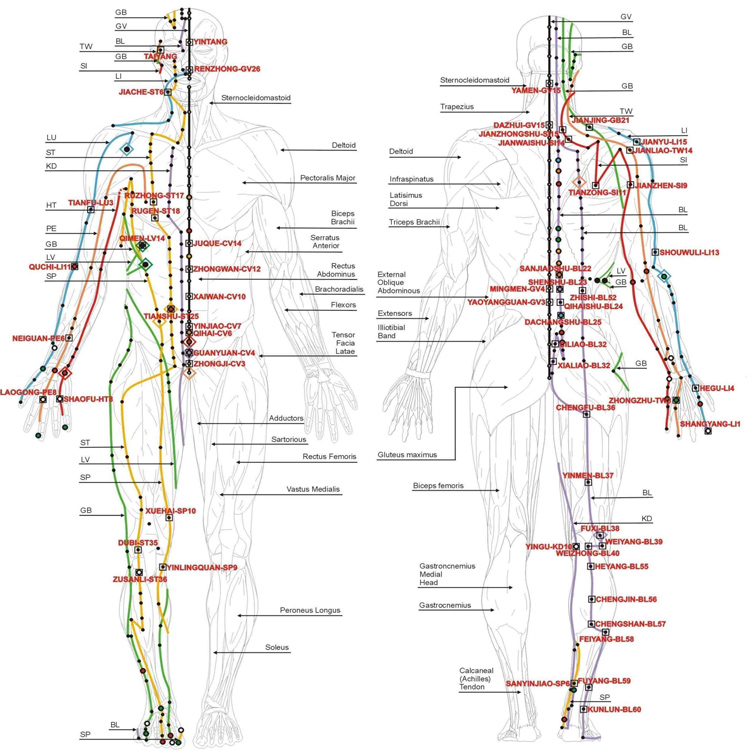 GB
GV
BL
TW
GB
SI
LI
YINTANG
TAIYANG
RENZHONG-GV26
JIACHE-ST6
Sternocleidomastoid
LU
ST
KD
Deltoid
Pectoralis Major
HT
TIANFU-LU3
RUZHONG-ST17
RUGEN-ST18
PE
GB
LV
SP
QIMEN-LV14
JUQUE-CV14
Biceps
Brachii
Serratus
Anterior
QUCHI-LI11
ZHONGWAN-CV12
Rectus
Abdominus
XAIWAN-CV10
Brachoradialis
Flexors
TIANSHU-ST25
YINJIAO-CV7
QIHAI-CV6
NEIGUAN-PE6
GUANYUAN-CV4
ZHONGJI-CV3
Tensor
Facia
Latae
LAOGONG-PE8
SHAOFU-HT8
Adductors
ST
Sartorious
LV
Rectus Femoris
SP
Vastus Medialis
GB
XUEHAI-SP10
DUBI-ST35
YINLINGQUAN-SP9
ZUSANLI-ST36
Peroneus Longus
Soleus
BL
SP
GV
BL
GB
Sternocleidomastoid
YAMEN-GV15
GB
Trapezius
TW
DAZHUI-GV15
JIANJING-GB21
JIANZHONGSHU-SI15
LI
JIANWAISHU-SI14
JIANYU-LI15
JIANLIAO-TW14
Deltoid
SI
Infraspinatus
TIANZONG-SI11
JIANZHEN-SI9
Latisimus
Dorsi
BL
Triceps Brachii
BL
SHOUWULI-LI13
External
Oblique
Abdominous
SANJIAOSHU-BL22
LV
SHENSHU-BL23
GB
MINGMEN-GV4
ZHISHI-BL52
YAOYANGGUAN-GV3
QIHAISHU-BL24
Extensors
DACHANGSHU-BL25
Illiotibial
Band
XIALIAO-BL32
GB
HEGU-LI4
CHENGFU-BL36
SHANGYANG-LI1
Gluteus maximus
YINMEN-BL37
Biceps femoris
BL
KD
FUXI-BL38
YINGU-KD10
WEIYANG-BL39
WEIZHONG-BL40
HEYANG-BL55
Gastroncnemius
Medial
Head
CHENGJIN-BL56
Gastrocnemius
CHENGSHAN-BL57
FEIYANG-BL58
Calcaneal
(Achilles)
Tendon
SANYINJIAO-SP6
FUYANG-BL59
SP
KUNLUN-BL60